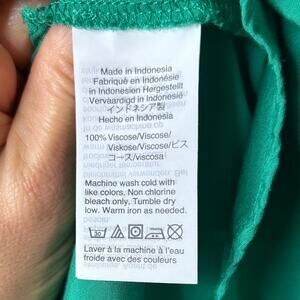 Made in Indonesia
Fabriqué en Indonésie
in Indonesien Hergestellt
Vervaardigd in Indonesië
インドネシア製
Hecho en Indonesia
100% Viscose/Viscose/
Viskose/Viscose/ビス
コース/viscosa
Machine wash cold with
like colors. Non chlorine
bleach only. Tumble dry
low. Warm iron as needed.
30
Laver à la machine à l'eau
froide avec des couleurs